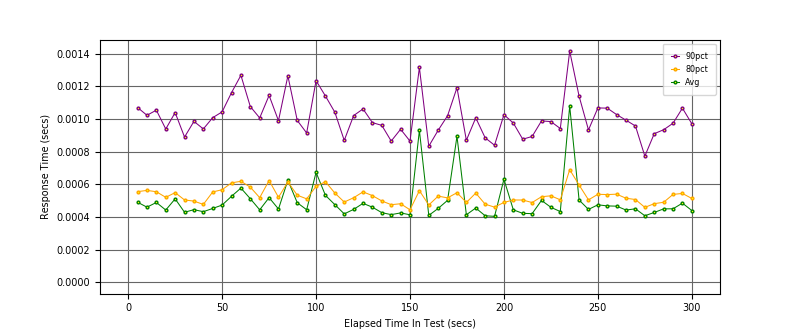 0.0014
0.0012
0.0010
0.0008
0.0006
0.0004
0.0002
0.0000
Response Time (secs)
90pct
80pct
Avg
0 50 100 150 200 250 300
Elapsed Time In Test (secs)